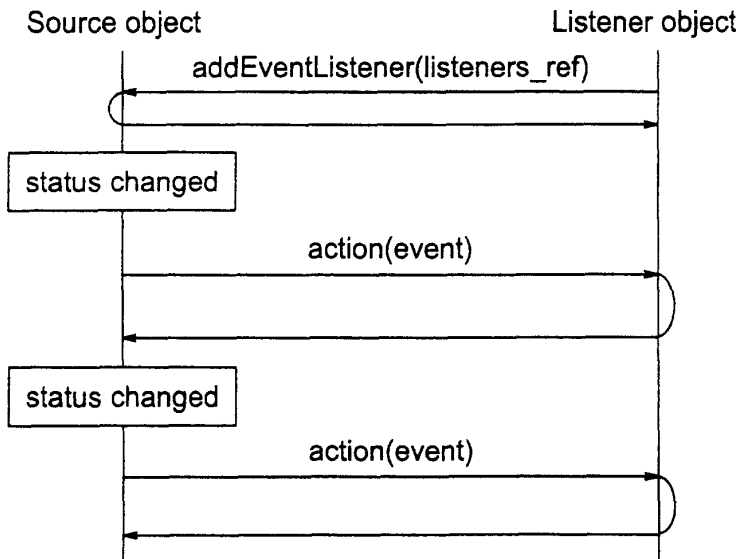 Source object
Listener object
addEventListener(listeners_ref)
status changed
action(event)
status changed
action(event)